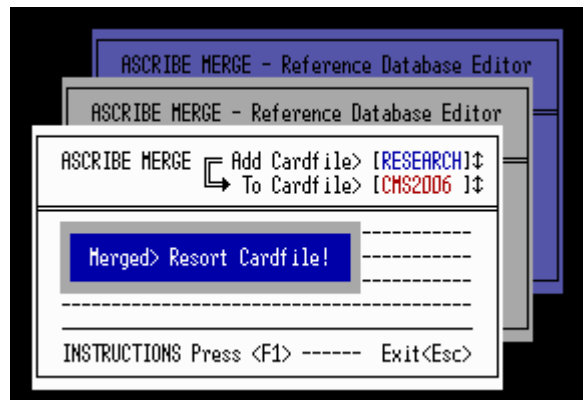 ASCRIBE MERGE - Reference Database Editor
ASCRIBE MERGE - Reference Database Editor
ASCRIBE MERGE Add Cardfile> [RESEARCH]↕
To Cardfile> [CMS2006 ]↕
Merged> Resort Cardfile!
INSTRUCTIONS Press <F1> ------ Exit<Esc>